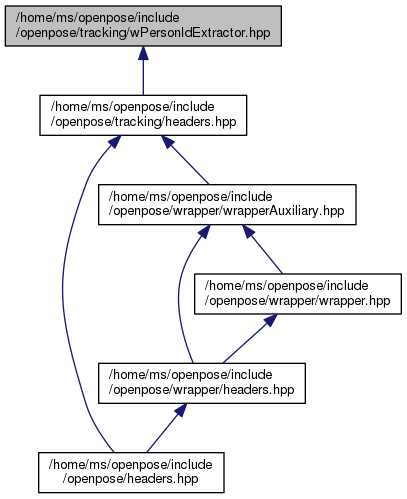 /home/ms/openpose/include
/openpose/tracking/wPersonIdExtractor.hpp
/home/ms/openpose/include
/openpose/tracking/headers.hpp
/home/ms/openpose/include
/openpose/wrapper/wrapperAuxiliary.hpp
/home/ms/openpose/include
/openpose/wrapper/wrapper.hpp
/home/ms/openpose/include
/openpose/wrapper/headers.hpp
/home/ms/openpose/include
/openpose/headers.hpp